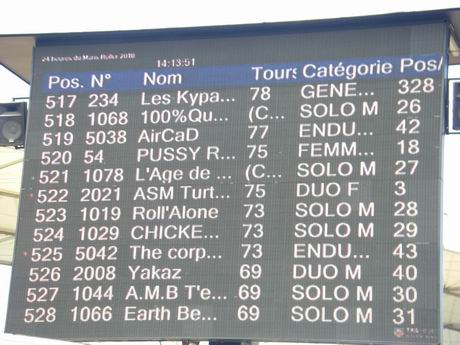 24 heures du Mans Roller 2010
14:13:51
Pos. N° Nom Tours Catégorie Pos/
517 234 Les Kypa... 78 GENE... 328
518 1068 100%Qu... (C... SOLO M 26
519 5038 AirCaD 77 ENDU... 42
520 54 PUSSY R... 75 FEMM... 18
521 1078 L'Age de ... (C... SOLO M 27
522 2021 ASM Turt... 75 DUO F 3
523 1019 Roll'Alone 73 SOLO M 28
524 1029 CHICKE... 73 SOLO M 29
525 5042 The corp... 73 ENDU... 43
526 2008 Yakaz 69 DUO M 40
527 1044 A.M.B T'e... 69 SOLO M 30
528 1066 Earth Be... 69 SOLO M 31